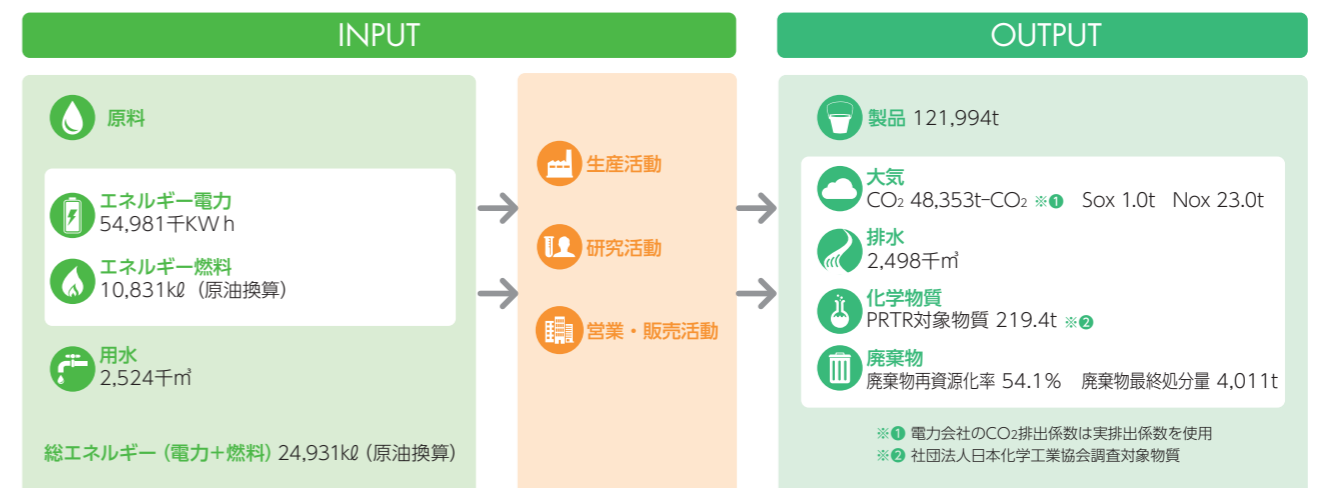 INPUT
原料
エネルギー電力
54,981千KWh
エネルギー燃料
10,831kℓ（原油換算）
用水
2,524千㎥
総エネルギー（電力＋燃料）24,931kℓ（原油換算）
生産活動
研究活動
営業・販売活動
OUTPUT
製品 121,994t
大気
CO₂ 48,353t-CO₂ ※❶ Sox 1.0t Nox 23.0t
排水
2,498千㎥
化学物質
PRTR対象物質 219.4t ※❷
廃棄物
廃棄物再資源化率 54.1% 廃棄物最終処分量 4,011t
※❶ 電力会社のCO₂排出係数は実排出係数を使用
※❷ 社団法人日本化学工業協会調査対象物質